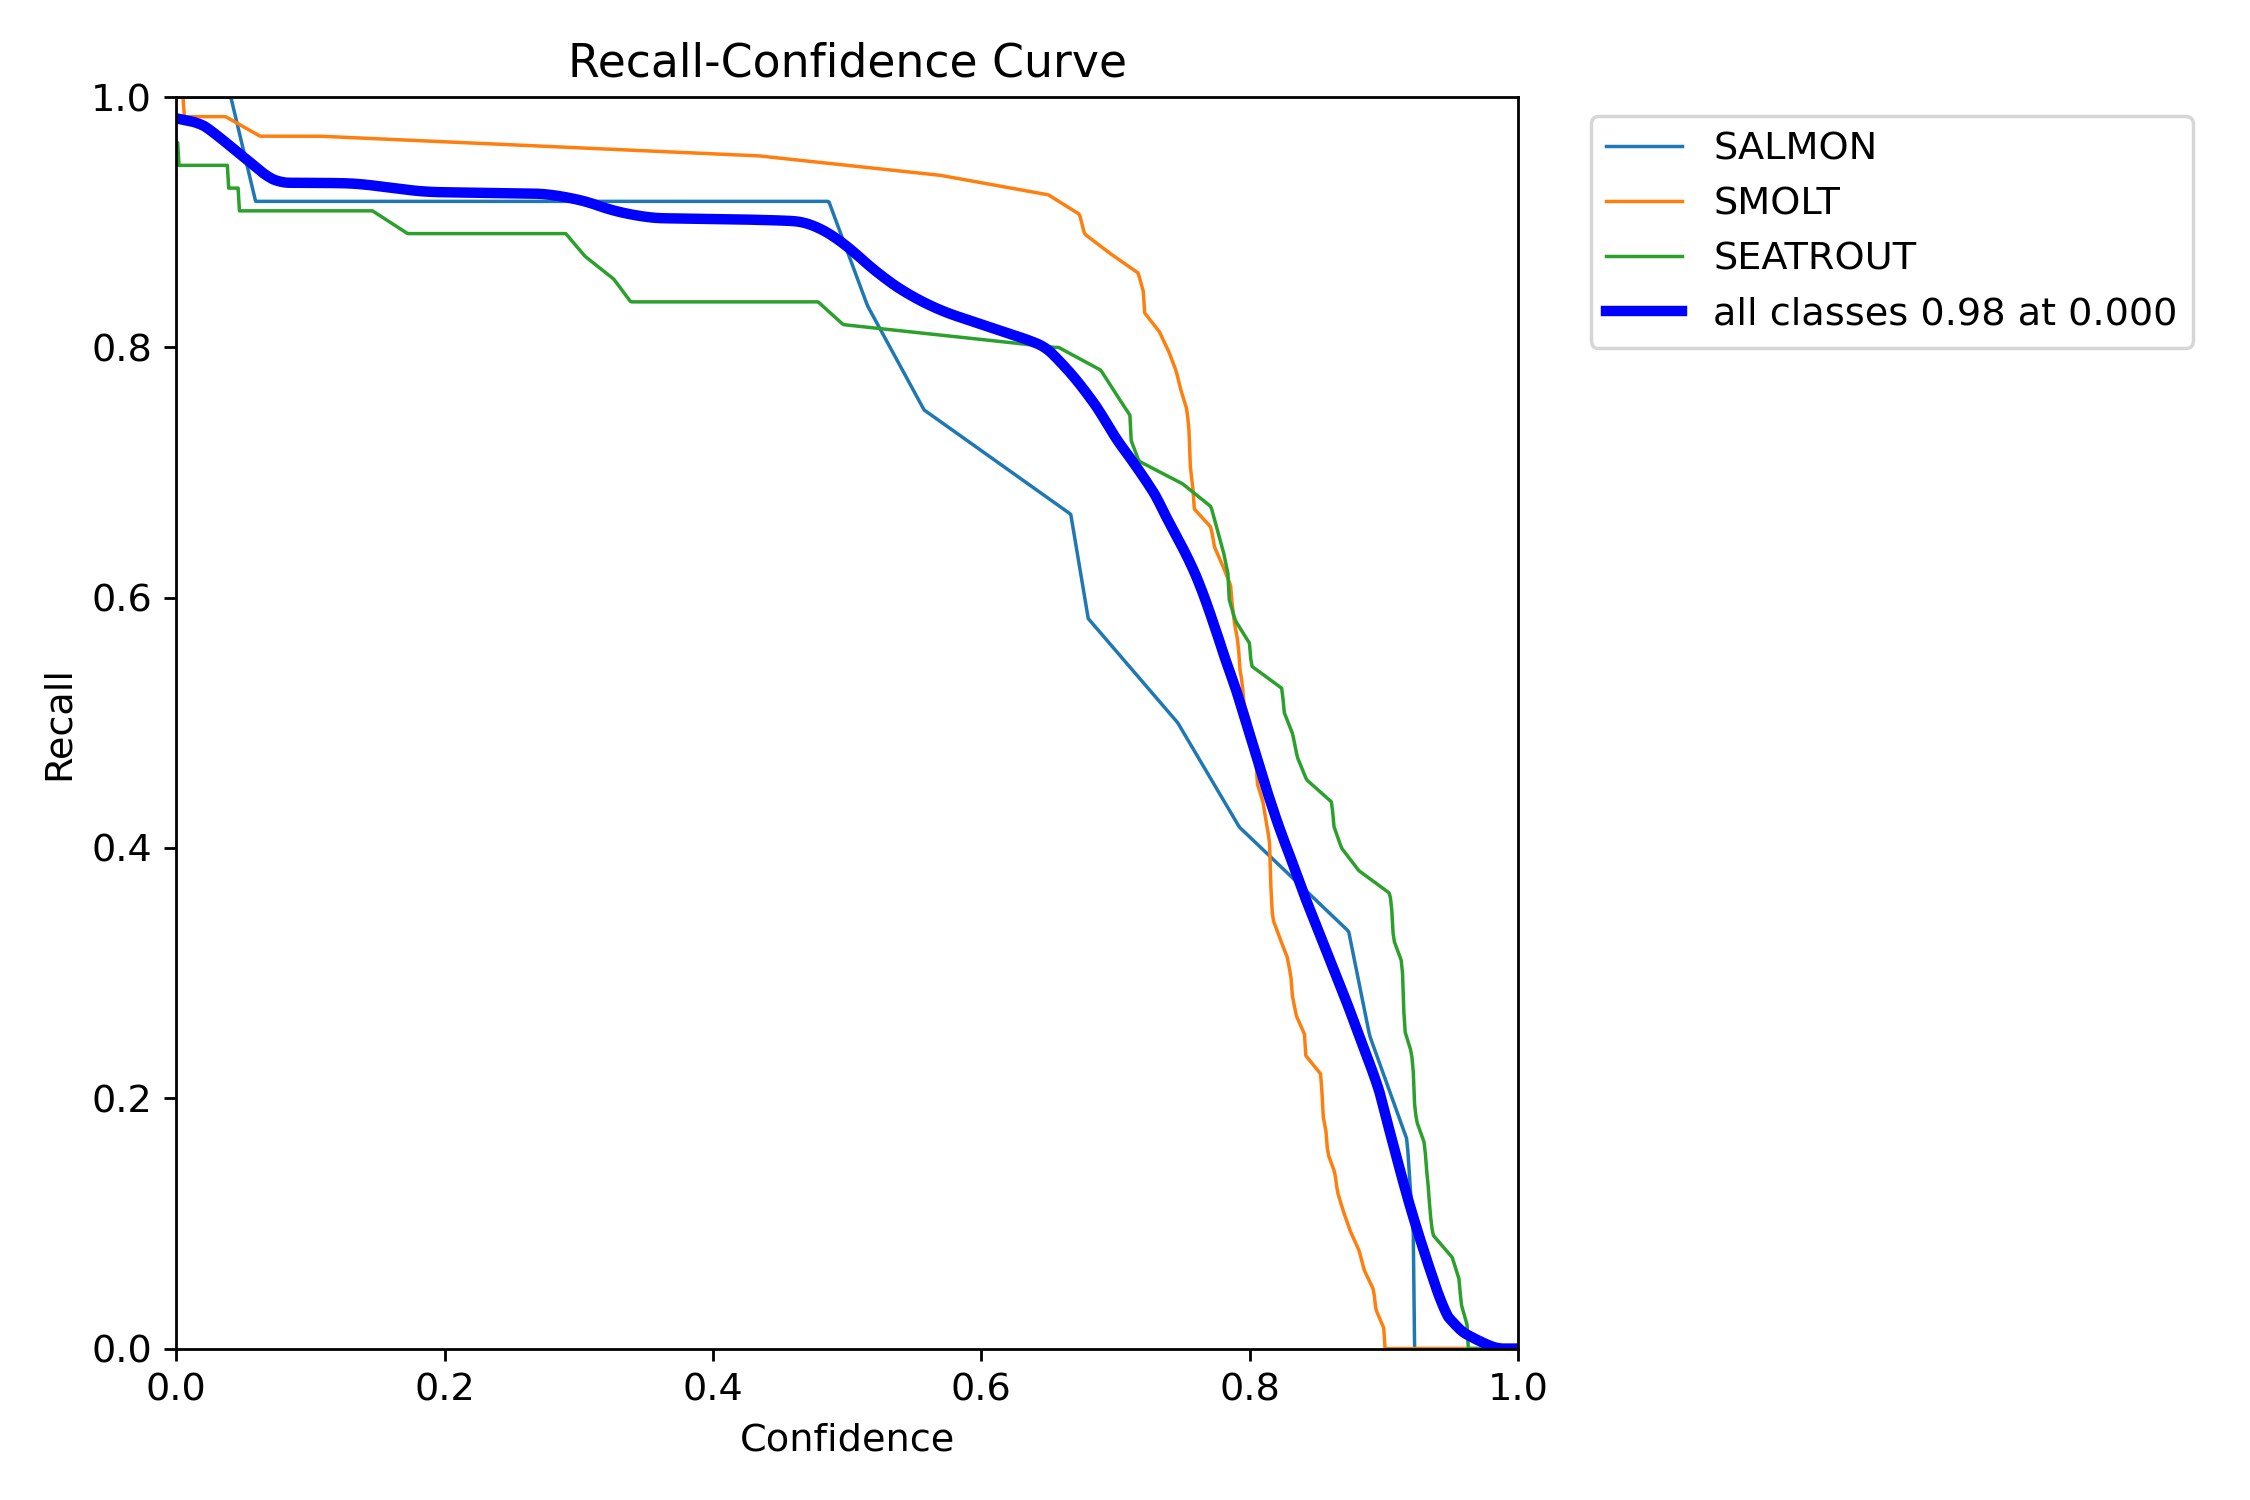 Recall-Confidence Curve
1.0
0.8
0.6
0.4
0.2
0.0
Recall
0.0 0.2 0.4 0.6 0.8 1.0
Confidence
SALMON
SMOLT
SEATROUT
all classes 0.98 at 0.000